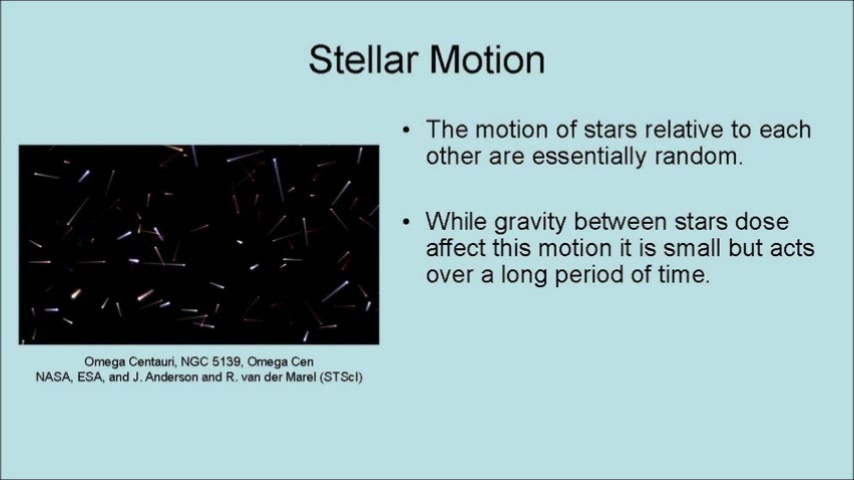 Stellar Motion
• The motion of stars relative to each
other are essentially random.
• While gravity between stars dose
affect this motion it is small but acts
over a long period of time.
Omega Centauri, NGC 5139, Omega Cen
NASA, ESA, and J. Anderson and R. van der Marel (STScI)